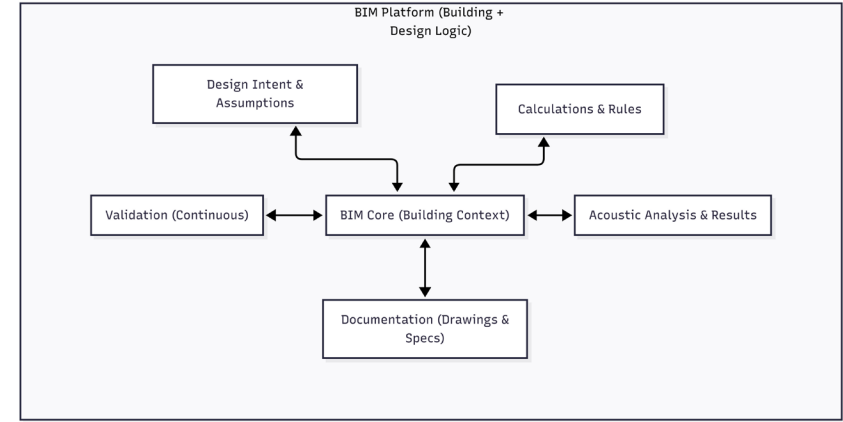 BIM Platform (Building +
Design Logic)
Design Intent &
Assumptions
Calculations & Rules
Validation (Continuous)
BIM Core (Building Context)
Acoustic Analysis & Results
Documentation (Drawings &
Specs)